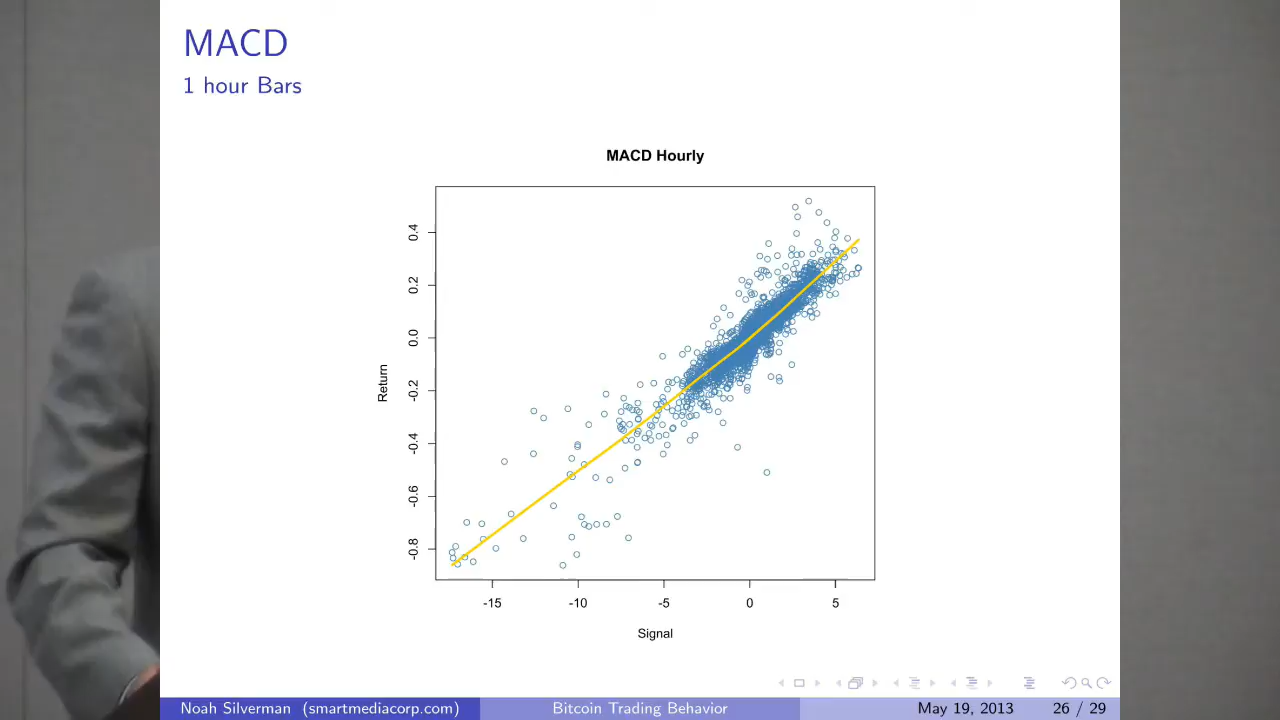 MACD
1 hour Bars
MACD Hourly
0.4
0.2
0.0
-0.2
-0.4
-0.6
-0.8
Return
-15 -10 -5 0 5
Signal
Noah Silverman (smartmediacorp.com) Bitcoin Trading Behavior May 19, 2013 26 / 29